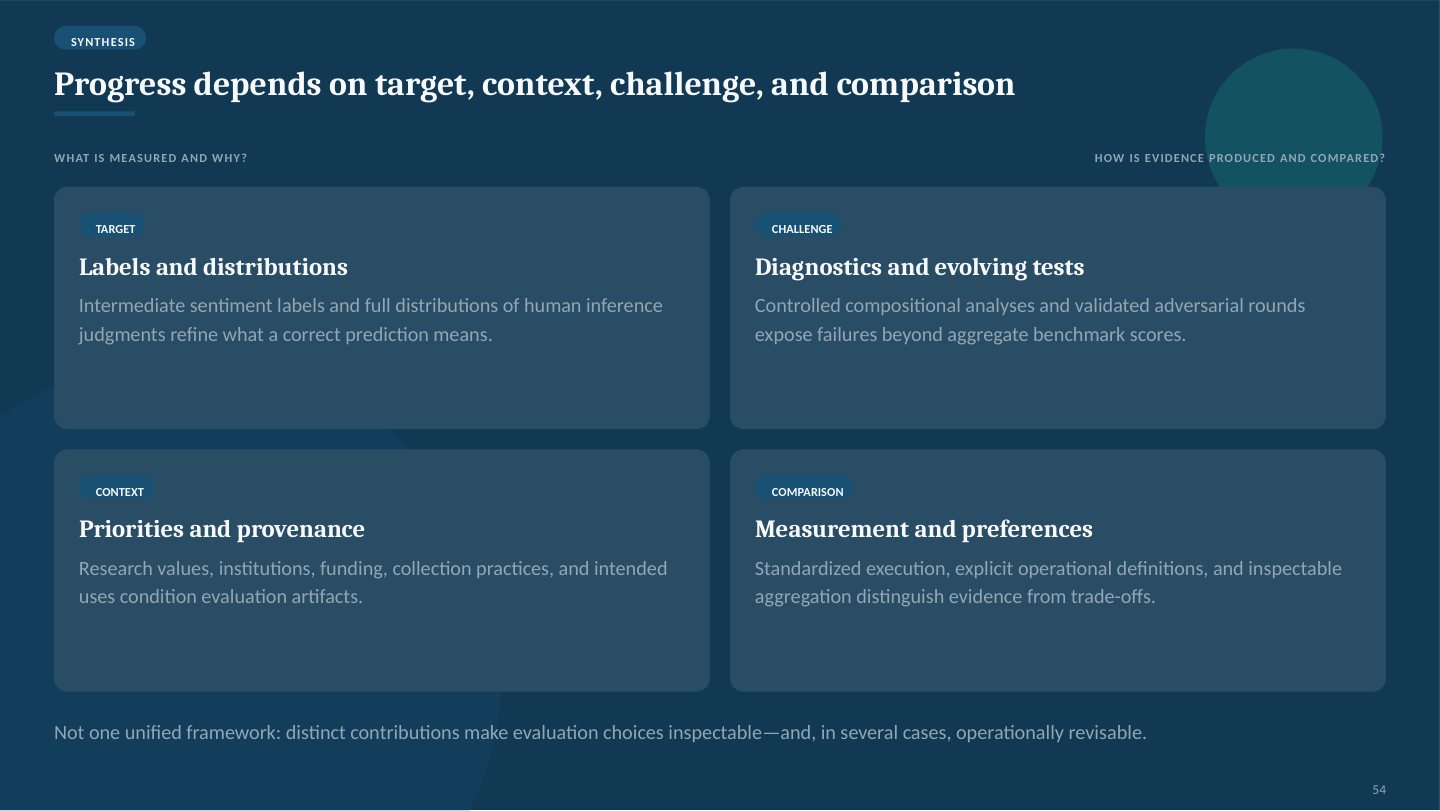 SYNTHESIS
Progress depends on target, context, challenge, and comparison
WHAT IS MEASURED AND WHY?
HOW IS EVIDENCE PRODUCED AND COMPARED?
TARGET
Labels and distributions
Intermediate sentiment labels and full distributions of human inference
judgments refine what a correct prediction means.
CHALLENGE
Diagnostics and evolving tests
Controlled compositional analyses and validated adversarial rounds
expose failures beyond aggregate benchmark scores.
CONTEXT
Priorities and provenance
Research values, institutions, funding, collection practices, and intended
uses condition evaluation artifacts.
COMPARISON
Measurement and preferences
Standardized execution, explicit operational definitions, and inspectable
aggregation distinguish evidence from trade-offs.
Not one unified framework: distinct contributions make evaluation choices inspectable—and, in several cases, operationally revisable.
54